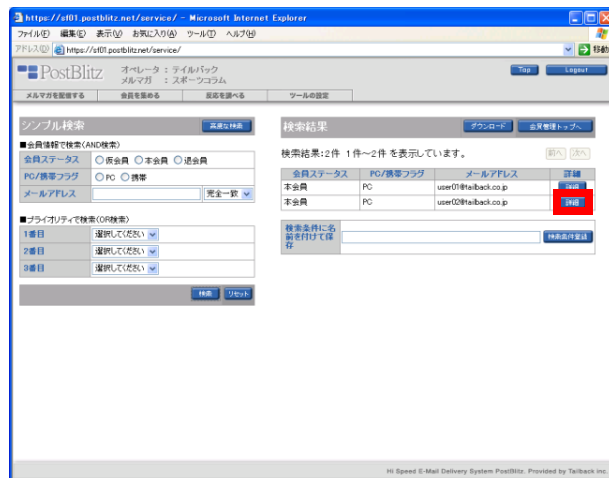 https://sf01.postblitz.net/service/ - Microsoft Internet Explorer
ファイル(F) 編集(E) 表示(V) お気に入り(A) ツール(T) ヘルプ(H)
アドレス(D) https://sf01.postblitz.net/service/ 移動
PostBlitz オペレータ : テイルバック
メルマガ : スポーツコラム
Top Logout
メルマガを配信する 会員を集める 反応を調べる ツールの設定
シンプル検索 高度な検索
■会員情報で検索(AND検索)
会員ステータス 仮会員 本会員 退会員
PC/携帯フラグ PC 携帯
メールアドレス 完全一致
■プライオリティで検索(OR検索)
1番目 選択してください
2番目 選択してください
3番目 選択してください
検索 リセット
検索結果 ダウンロード 会員管理トップへ
検索結果:2件 1件~2件 を表示しています。 前へ 次へ
会員ステータス PC/携帯フラグ メールアドレス 詳細
本会員 PC user01@tailback.co.jp 詳細
本会員 PC user02@tailback.co.jp 詳細
検索条件に名前を付けて保存 検索条件登録
Hi Speed E-Mail Delivery System PostBlitz. Provided by Tailback inc.